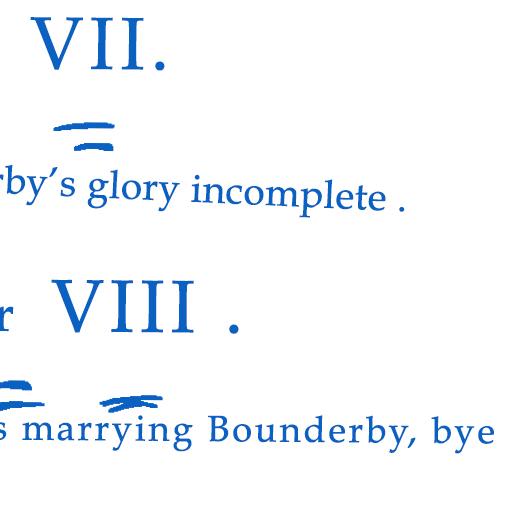 VII.
rby’s glory incomplete .
r VIII .
s marrying Bounderby, bye